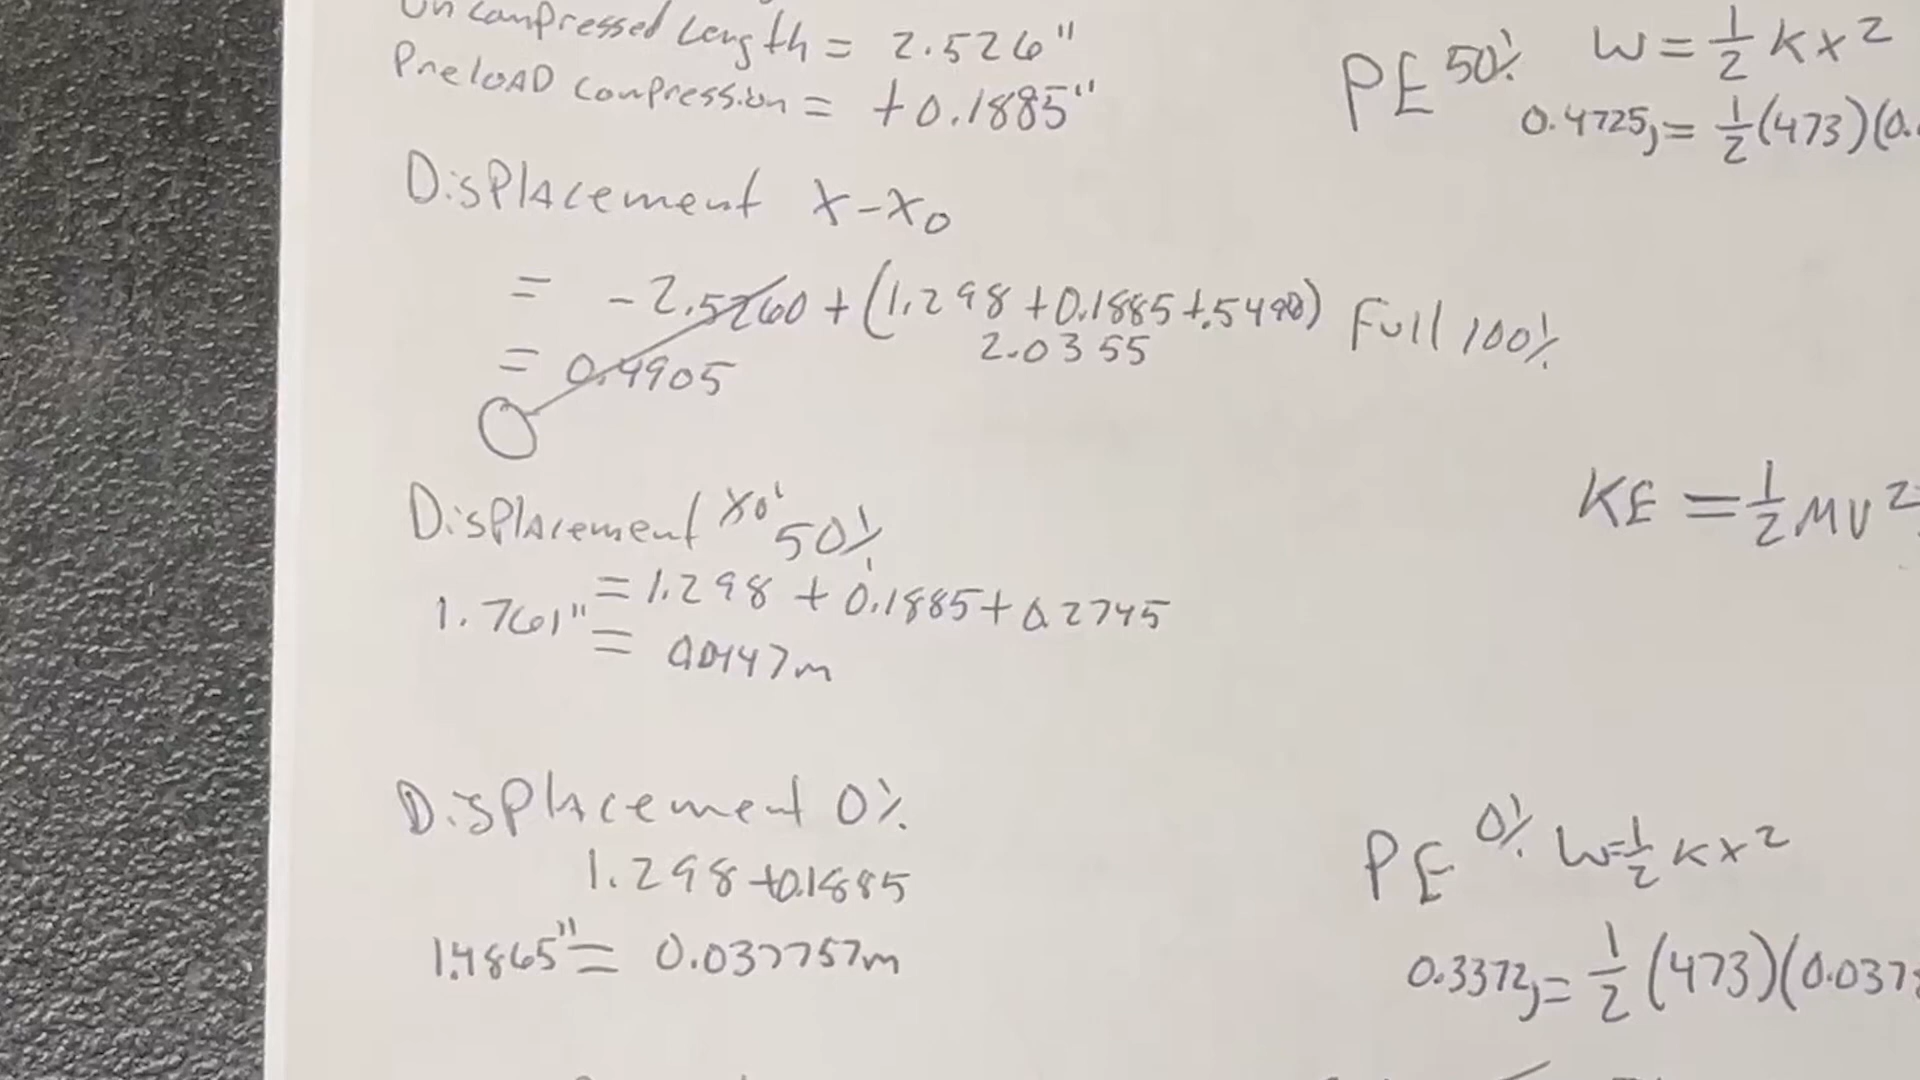 Uncompressed Length = 2.526"
Preload Compression = +0.1885"
Displacement x-x0
= -2.5260 + (1.298 + 0.1885 + .5490) Full 100%
2.0355
= 0.4905
0
Displacement x0' 50%
= 1.298 + 0.1885 + 0.2745
1.761"
= 0.0447m
Displacement 0%
1.298 + 0.1885
1.4865" = 0.037757m
PE 50% W = 1/2 Kx²
0.4725j = 1/2 (473)(0.
KE = 1/2 MV²
PE 0% W = 1/2 Kx²
0.3372j = 1/2 (473)(0.037